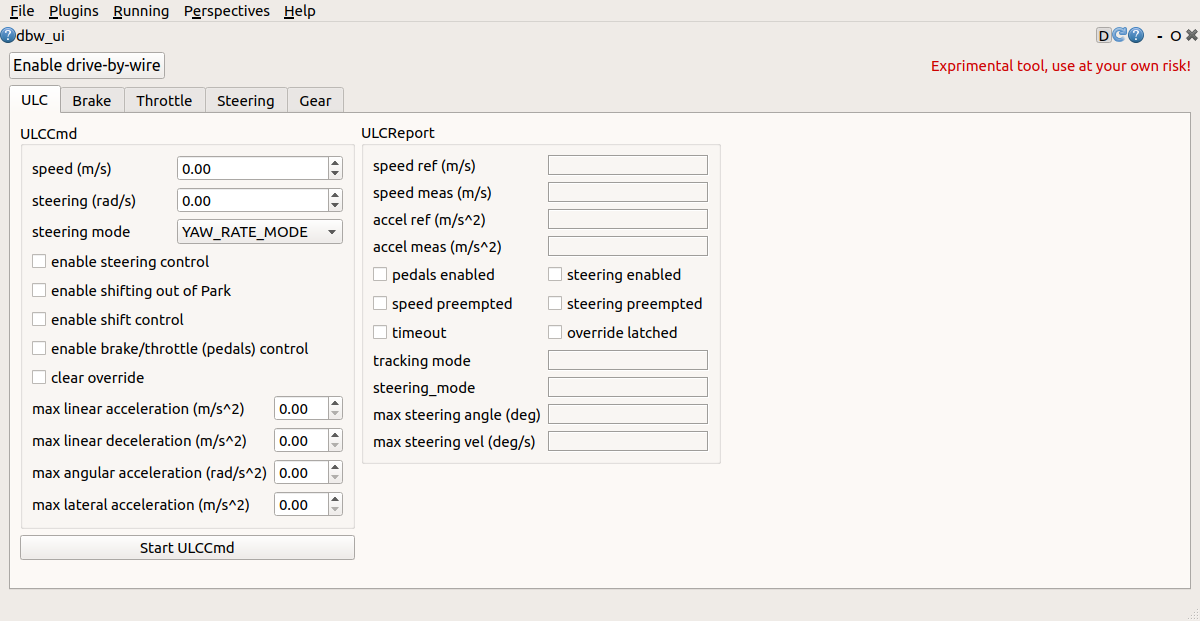 File Plugins Running Perspectives Help
dbw_ui D - O
Enable drive-by-wire Exprimental tool, use at your own risk!
ULC Brake Throttle Steering Gear
ULCCmd
speed (m/s) 0.00
steering (rad/s) 0.00
steering mode YAW_RATE_MODE
enable steering control
enable shifting out of Park
enable shift control
enable brake/throttle (pedals) control
clear override
max linear acceleration (m/s^2) 0.00
max linear deceleration (m/s^2) 0.00
max angular acceleration (rad/s^2) 0.00
max lateral acceleration (m/s^2) 0.00
Start ULCCmd
ULCReport
speed ref (m/s)
speed meas (m/s)
accel ref (m/s^2)
accel meas (m/s^2)
pedals enabled steering enabled
speed preempted steering preempted
timeout override latched
tracking mode
steering_mode
max steering angle (deg)
max steering vel (deg/s)